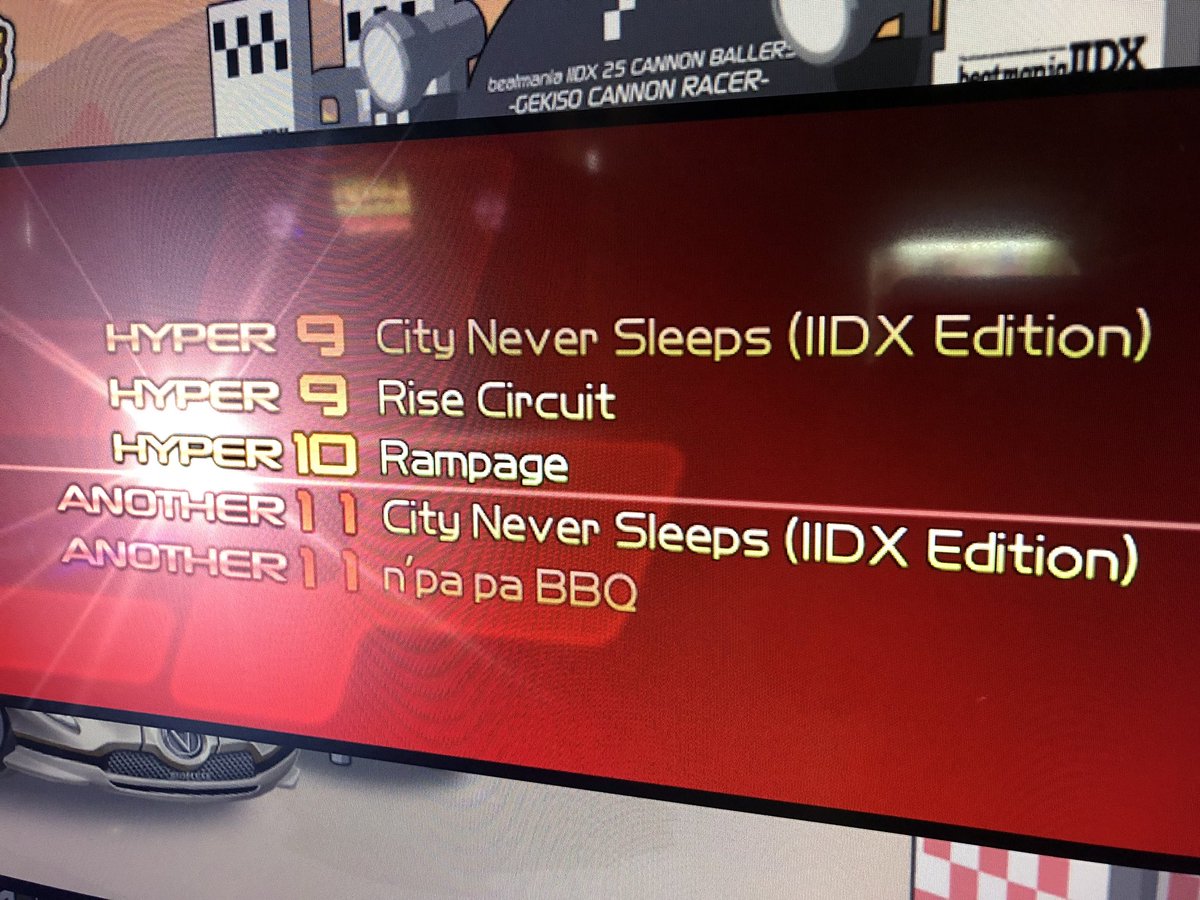 beatmania IIDX 25 CANNON BALLERS
-GEKISO CANNON RACER-
beatmania IIDX
HYPER 9 City Never Sleeps (IIDX Edition)
HYPER 9 Rise Circuit
HYPER 10 Rampage
ANOTHER 11 City Never Sleeps (IIDX Edition)
ANOTHER 11 n'pa pa BBQ